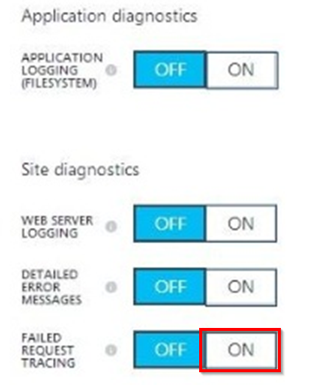 Application diagnostics
APPLICATION
LOGGING
(FILESYSTEM)
OFF ON
Site diagnostics
WEB SERVER
LOGGING
OFF ON
DETAILED
ERROR
MESSAGES
OFF ON
FAILED
REQUEST
TRACING
OFF ON